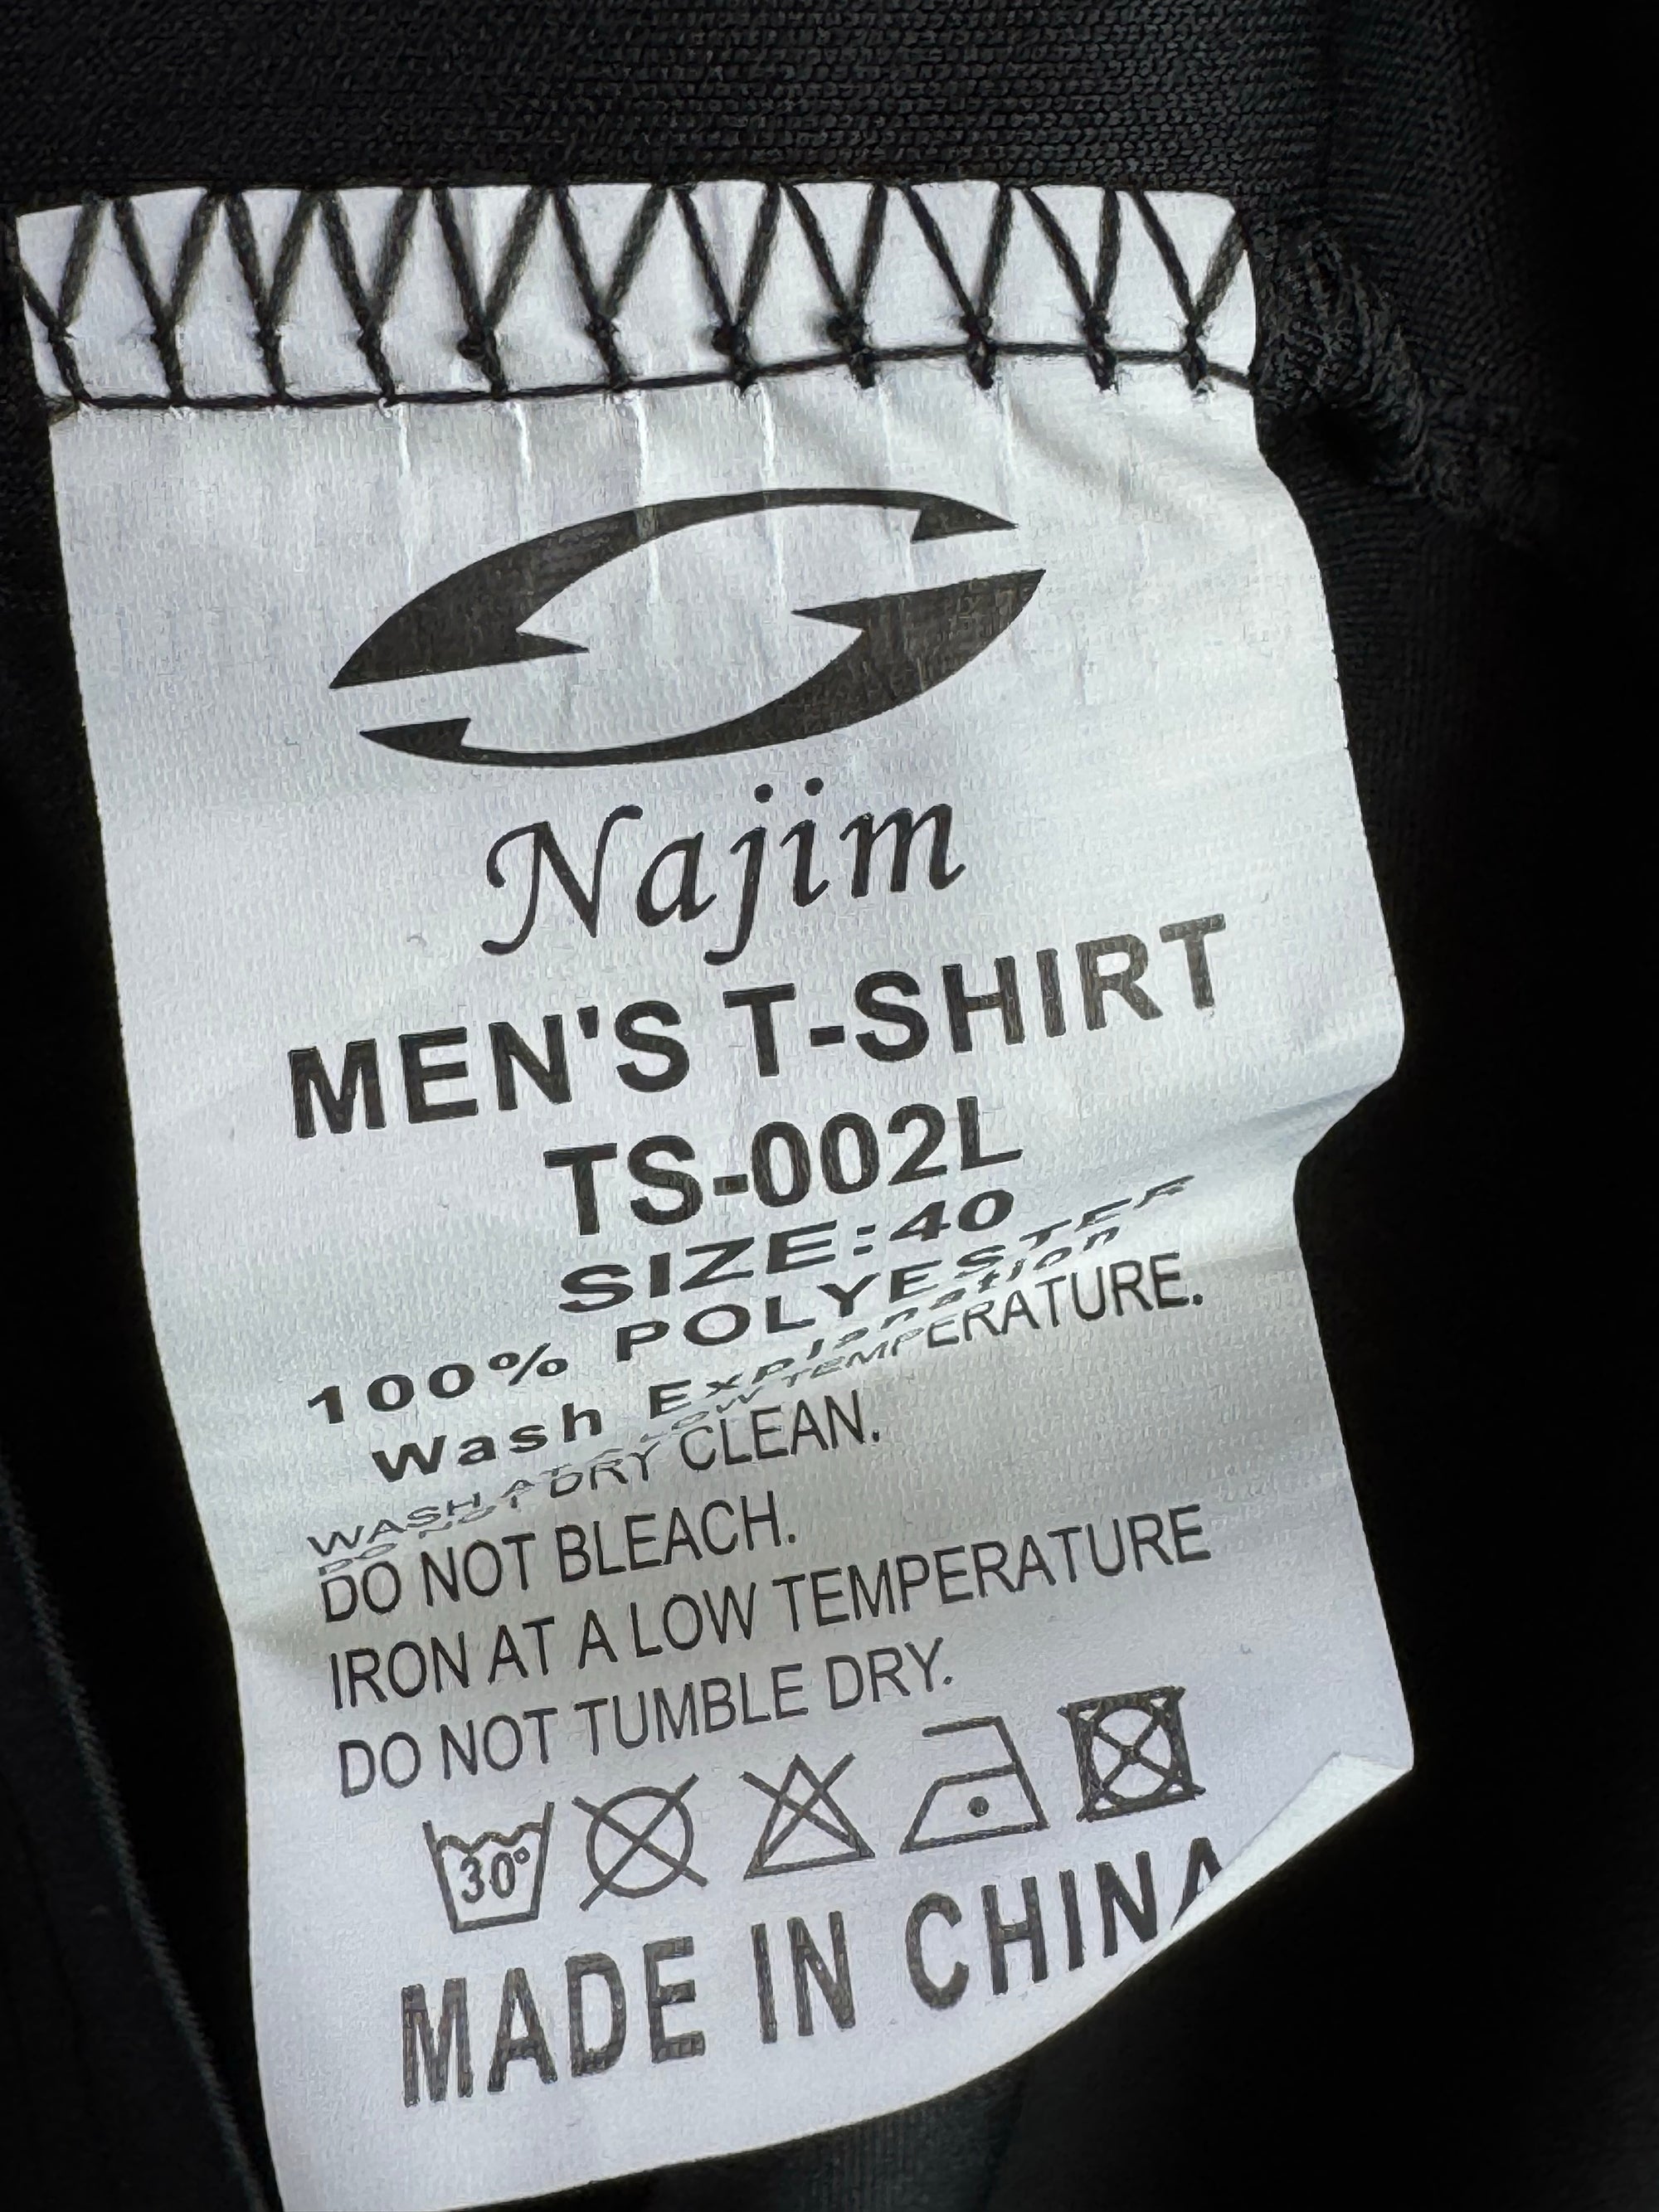 Najim
MEN'S T-SHIRT
TS-002L
SIZE:40
100% POLYESTER
Wash Explanation
WASH AT A LOW TEMPERATURE.
DO NOT DRY CLEAN.
DO NOT BLEACH.
IRON AT A LOW TEMPERATURE
DO NOT TUMBLE DRY.
30°
MADE IN CHINA